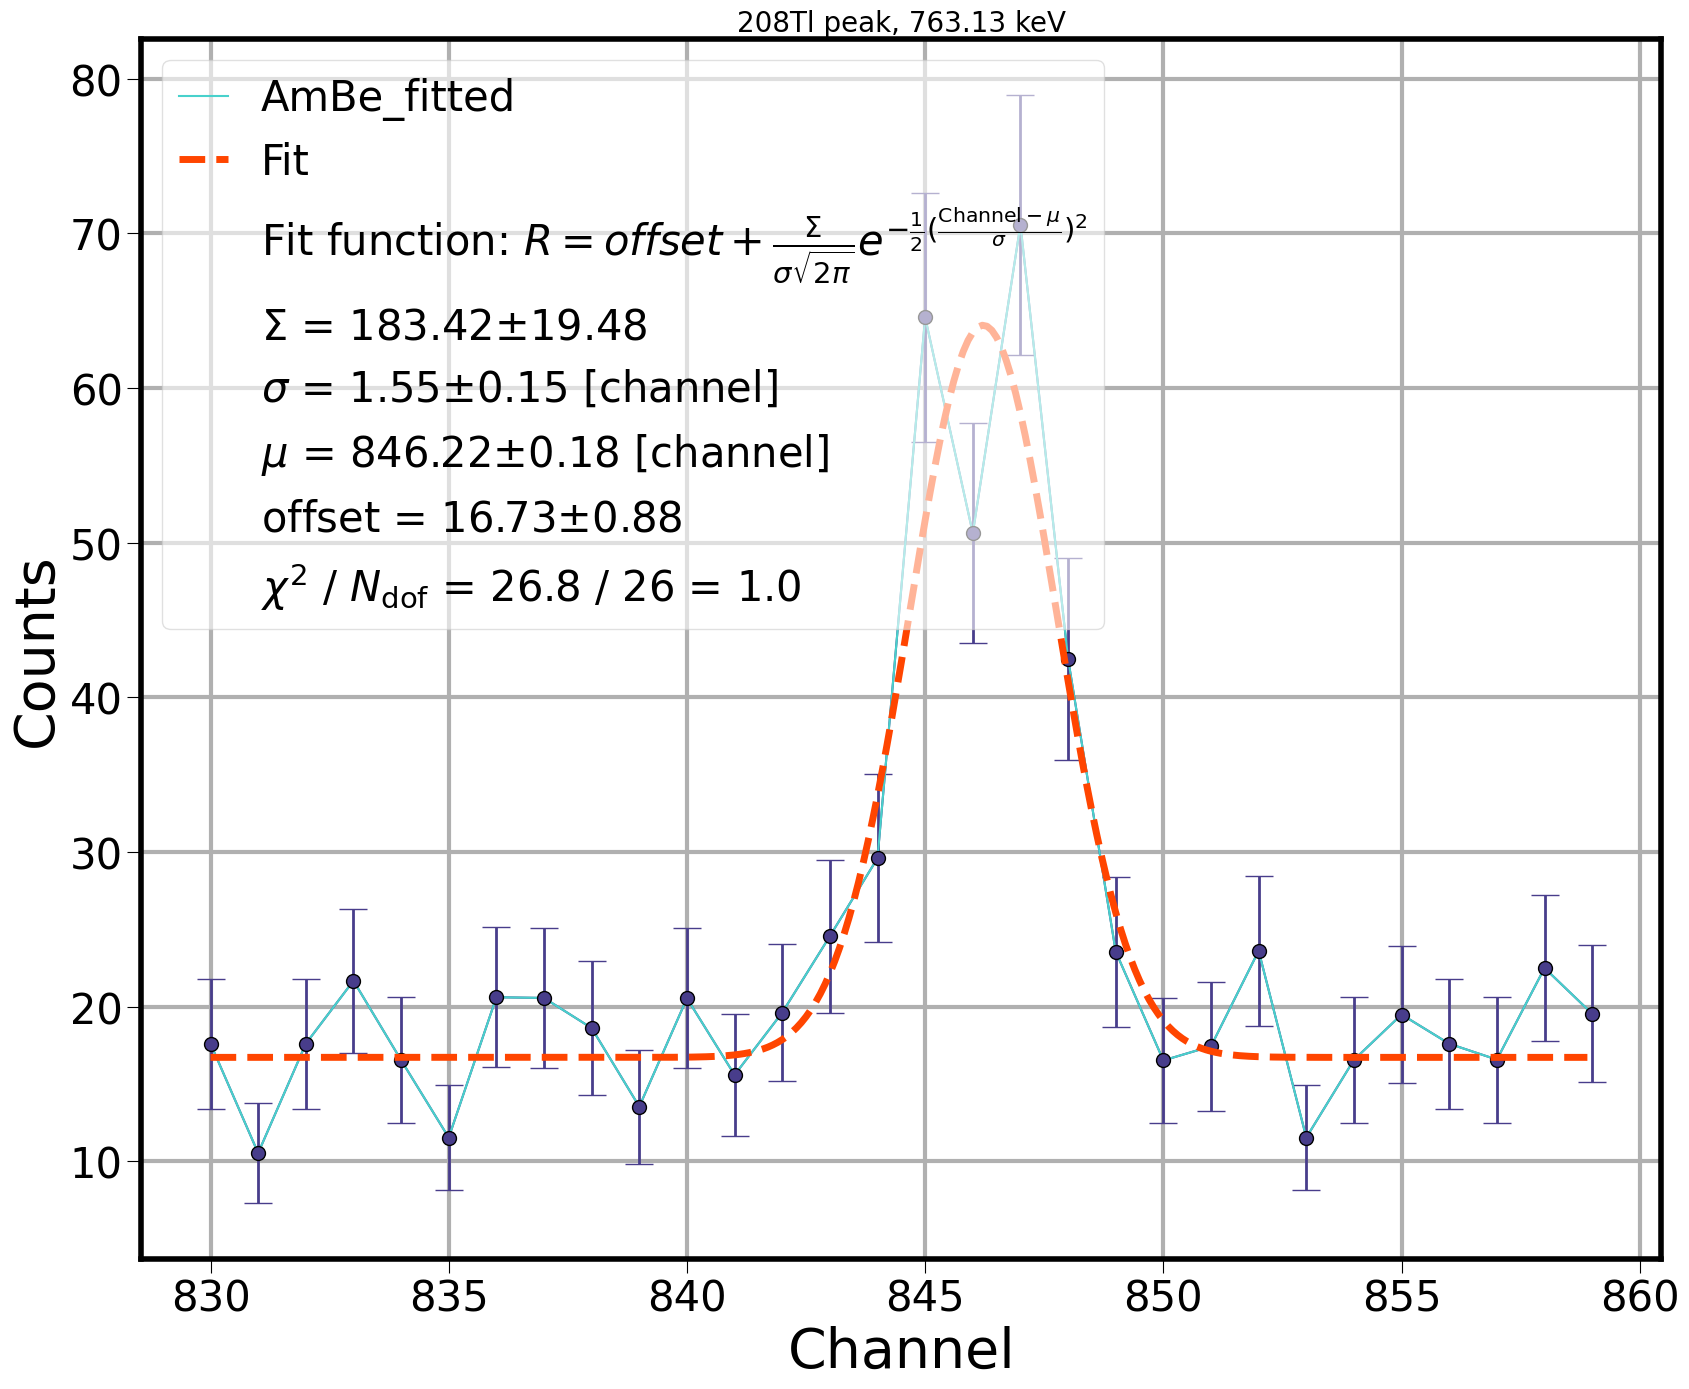 208Tl peak, 763.13 keV
AmBe_fitted
Fit
Fit function: R = offset + Σ/(σ√2π) e^(−1/2((Channel − μ)/σ)²)
Σ = 183.42±19.48
σ = 1.55±0.15 [channel]
μ = 846.22±0.18 [channel]
offset = 16.73±0.88
χ² / N_dof = 26.8 / 26 = 1.0
80
70
60
50
40
30
20
10
Counts
830 835 840 845 850 855 860
Channel